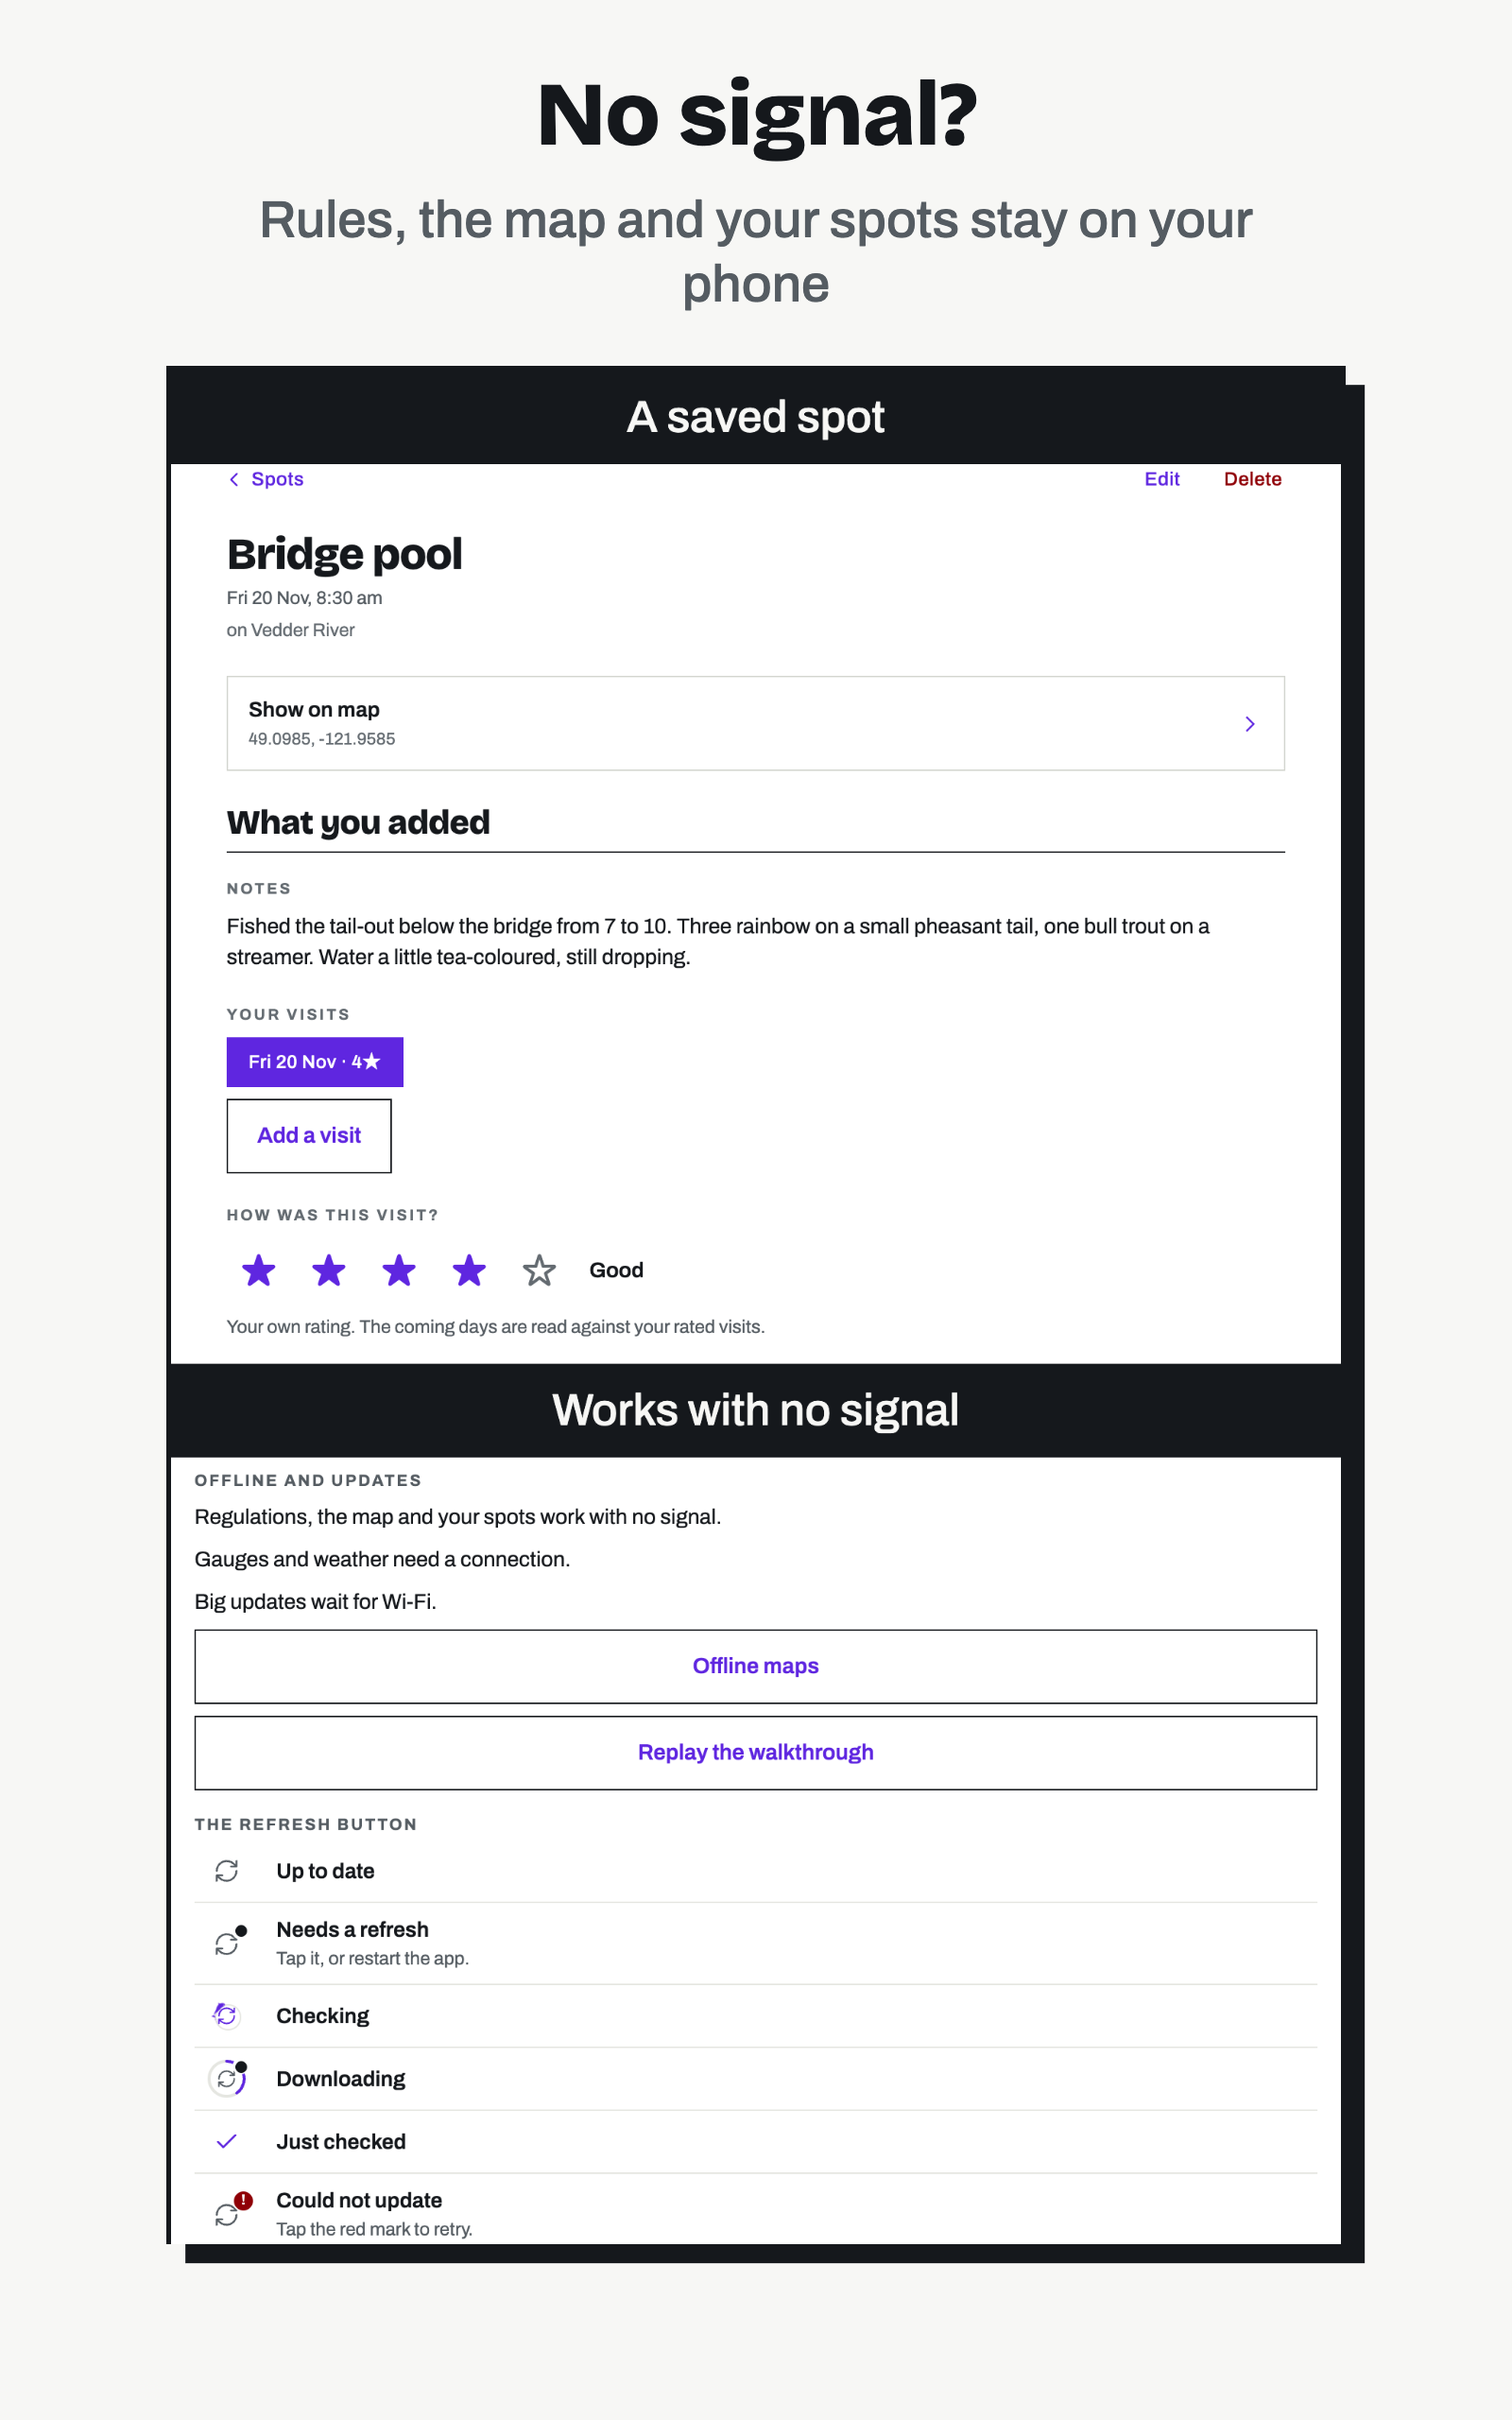 No signal?
Rules, the map and your spots stay on your
phone
A saved spot
Spots
Edit
Delete
Bridge pool
Fri 20 Nov, 8:30 am
on Vedder River
Show on map
49.0985, -121.9585
What you added
NOTES
Fished the tail-out below the bridge from 7 to 10. Three rainbow on a small pheasant tail, one bull trout on a
streamer. Water a little tea-coloured, still dropping.
YOUR VISITS
Fri 20 Nov · 4★
Add a visit
HOW WAS THIS VISIT?
Good
Your own rating. The coming days are read against your rated visits.
Works with no signal
OFFLINE AND UPDATES
Regulations, the map and your spots work with no signal.
Gauges and weather need a connection.
Big updates wait for Wi-Fi.
Offline maps
Replay the walkthrough
THE REFRESH BUTTON
Up to date
Needs a refresh
Tap it, or restart the app.
Checking
Downloading
Just checked
Could not update
Tap the red mark to retry.